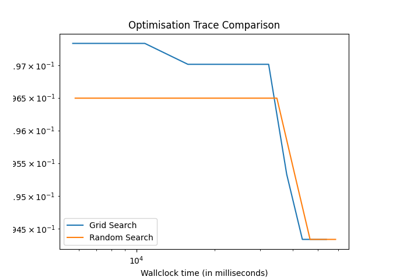 Optimisation Trace Comparison
.97 × 10⁻¹
965 × 10⁻¹
.96 × 10⁻¹
955 × 10⁻¹
.95 × 10⁻¹
945 × 10⁻¹
Grid Search
Random Search
10⁴
Wallclock time (in milliseconds)